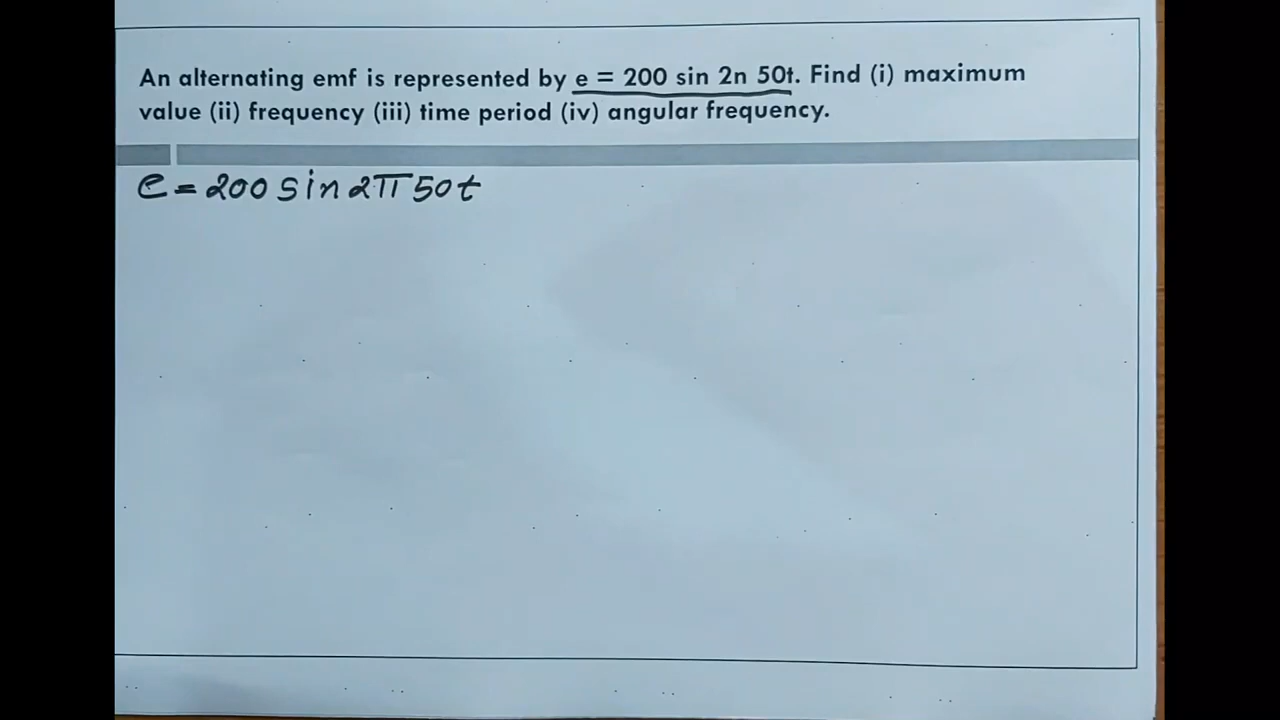 An alternating emf is represented by e = 200 sin 2n 50t. Find (i) maximum
value (ii) frequency (iii) time period (iv) angular frequency.
e = 200 sin 2π 50t